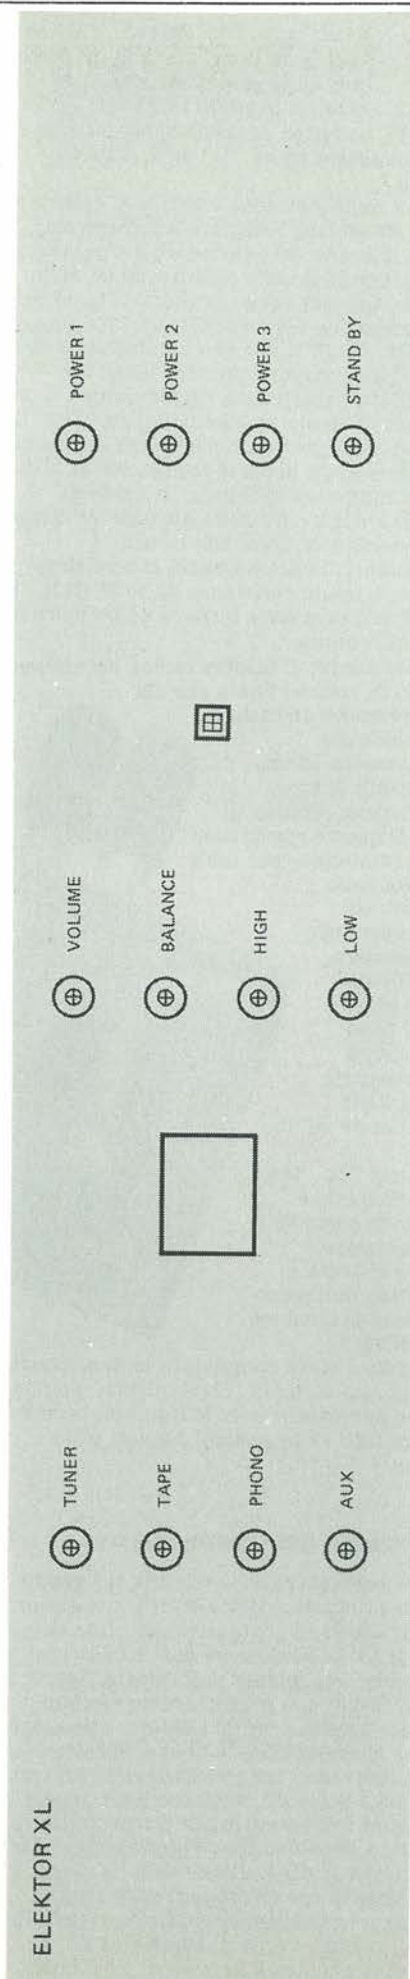 ELEKTOR XL
TUNER
TAPE
PHONO
AUX
VOLUME
BALANCE
HIGH
LOW
POWER 1
POWER 2
POWER 3
STAND BY